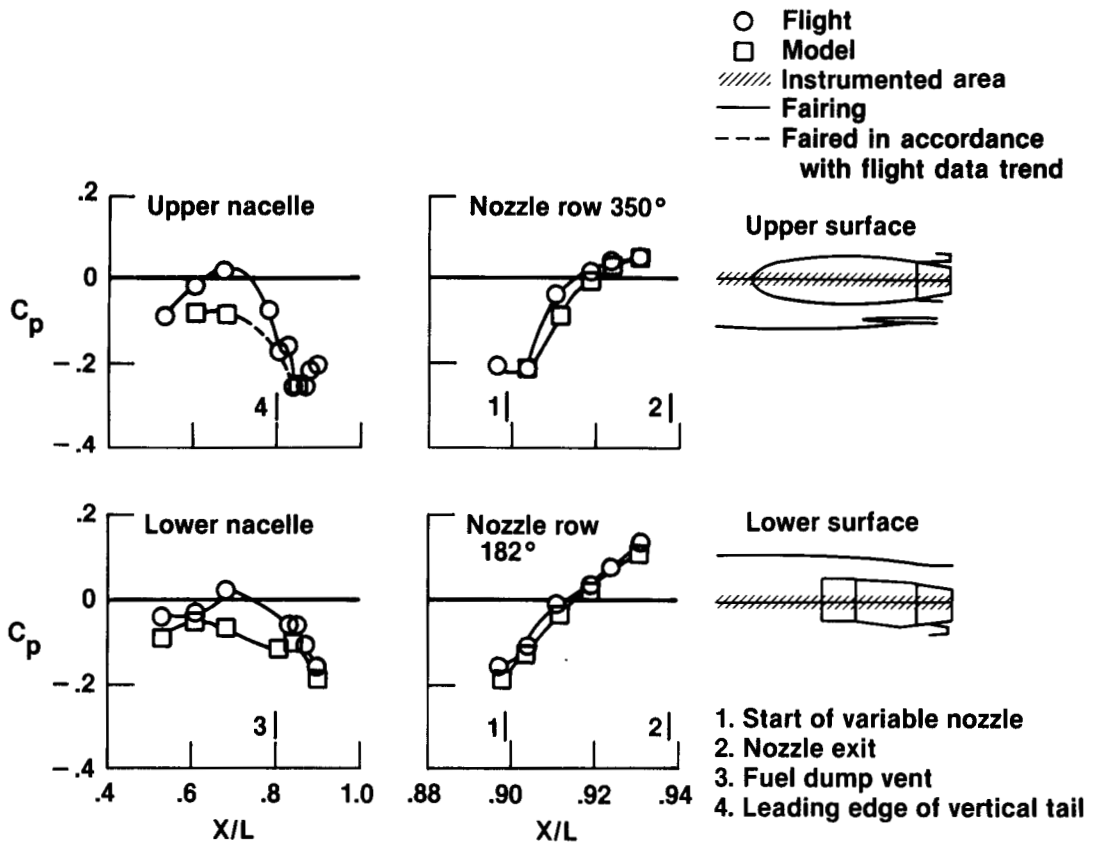 Flight
Model
Instrumented area
Fairing
Faired in accordance
with flight data trend
.2
0
Cp
-.2
-.4
Upper nacelle
4
Nozzle row 350°
1
2
Upper surface
.2
0
Cp
-.2
-.4
Lower nacelle
3
.4
.6
.8
1.0
X/L
Nozzle row
182°
1
2
.88
.90
.92
.94
X/L
Lower surface
1. Start of variable nozzle
2. Nozzle exit
3. Fuel dump vent
4. Leading edge of vertical tail